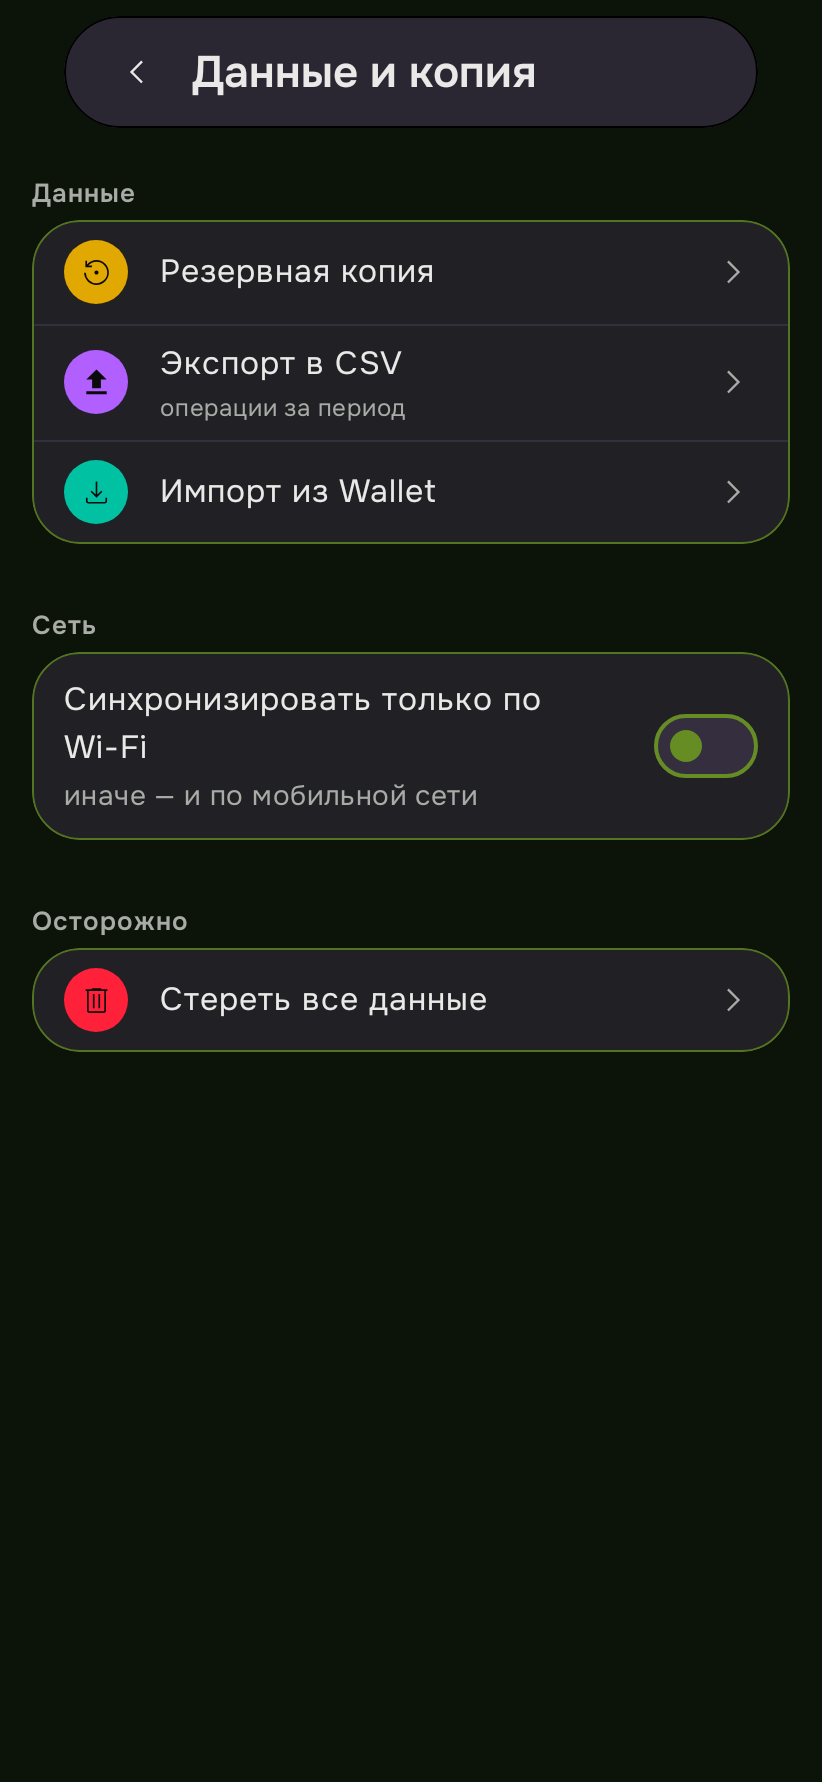 Данные и копия
Данные
Резервная копия
Экспорт в CSV
операции за период
Импорт из Wallet
Сеть
Синхронизировать только по
Wi-Fi
иначе — и по мобильной сети
Осторожно
Стереть все данные